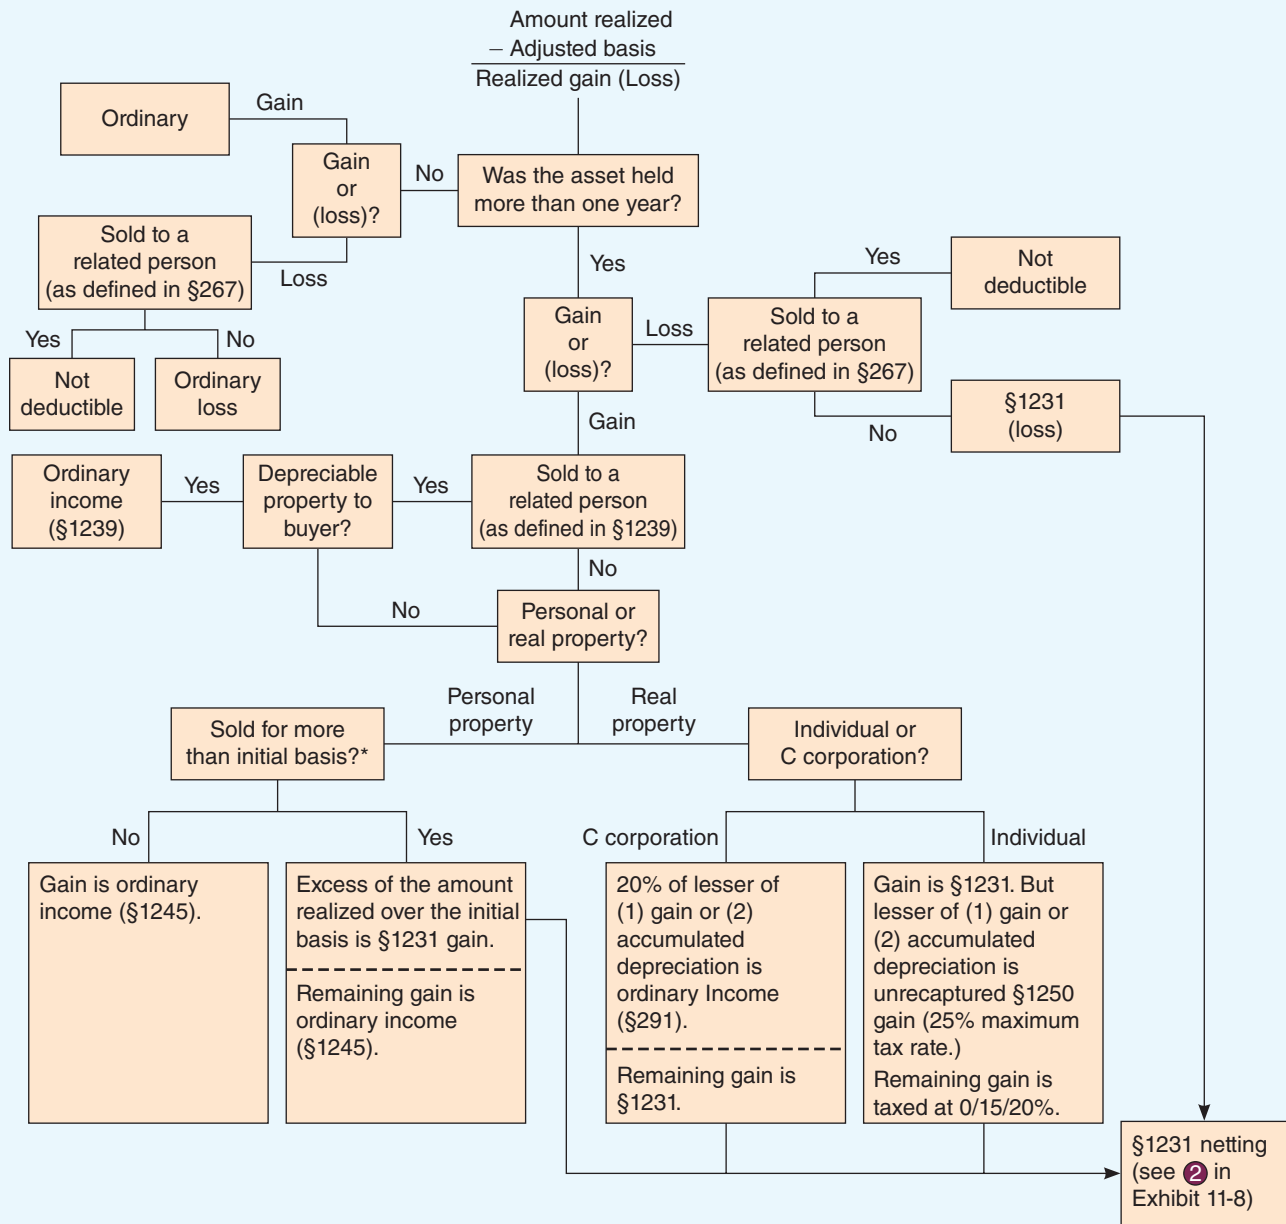 Amount realized
– Adjusted basis
Realized gain (Loss)
Ordinary
Gain
Gain
or
(loss)?
No
Was the asset held
more than one year?
Sold to a
related person
(as defined in §267)
Loss
Yes
No
Not
deductible
Ordinary
loss
Yes
Gain
or
(loss)?
Loss
Sold to a
related person
(as defined in §267)
Yes
Not
deductible
No
§1231
(loss)
Gain
Ordinary
income
(§1239)
Yes
Depreciable
property to
buyer?
Yes
Sold to a
related person
(as defined in §1239)
No
No
Personal or
real property?
Personal
property
Real
property
Sold for more
than initial basis?*
Individual or
C corporation?
No
Yes
C corporation
Individual
Gain is ordinary
income (§1245).
Excess of the amount
realized over the initial
basis is §1231 gain.
Remaining gain is
ordinary income
(§1245).
20% of lesser of
(1) gain or (2)
accumulated
depreciation is
ordinary Income
(§291).
Remaining gain is
§1231.
Gain is §1231. But
lesser of (1) gain or
(2) accumulated
depreciation is
unrecaptured §1250
gain (25% maximum
tax rate.)
Remaining gain is
taxed at 0/15/20%.
§1231 netting
(see 2 in
Exhibit 11-8)